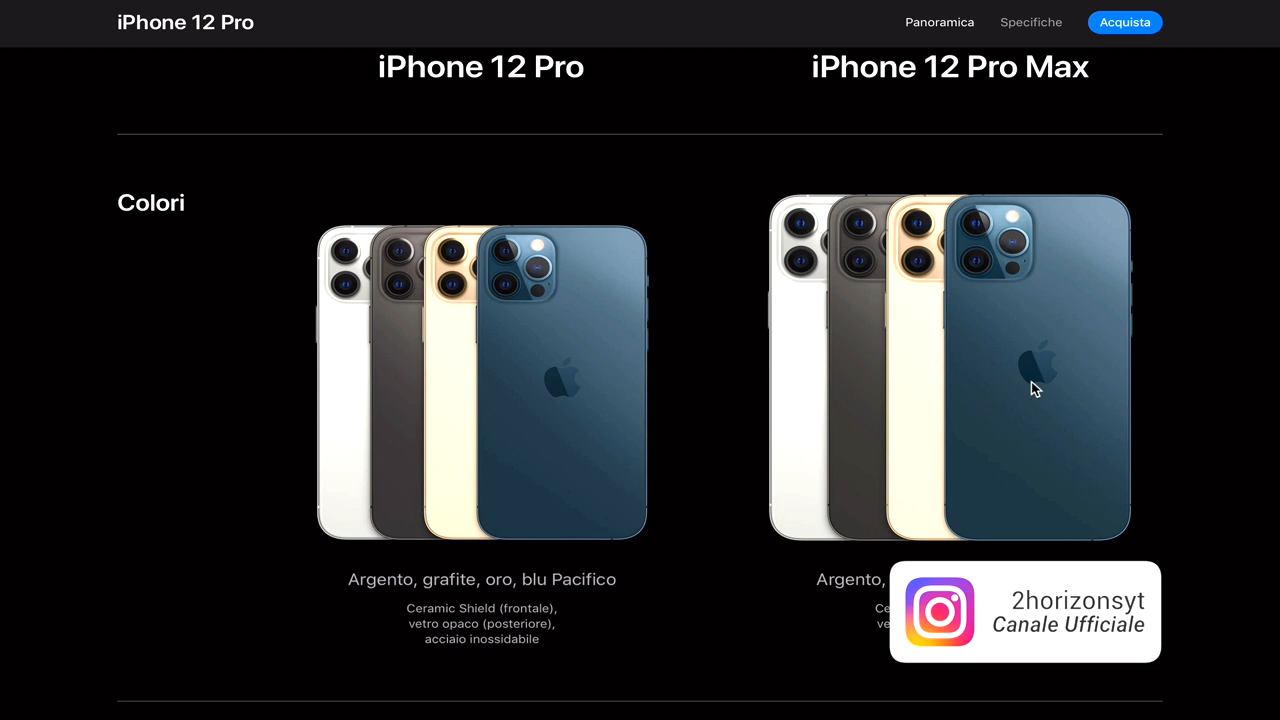 iPhone 12 Pro
Panoramica
Specifiche
Acquista
iPhone 12 Pro
iPhone 12 Pro Max
Colori
Argento, grafite, oro, blu Pacifico
Ceramic Shield (frontale),
vetro opaco (posteriore),
acciaio inossidabile
Argento,
2horizonsyt
Canale Ufficiale